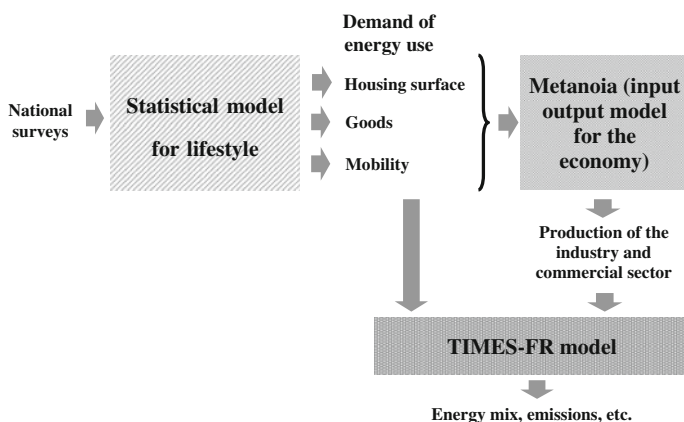 Demand of
energy use
National
surveys
Statistical model
for lifestyle
Housing surface
Goods
Mobility
Metanoia (input
output model
for the
economy)
Production of the
industry and
commercial sector
TIMES-FR model
Energy mix, emissions, etc.